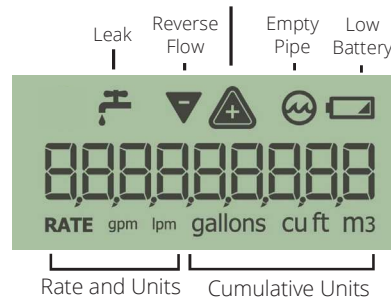 Leak
Reverse
Flow
Empty
Pipe
Low
Battery
8,8,8,8,8,8,8,8,8
RATE gpm lpm gallons cu ft m3
Rate and Units
Cumulative Units